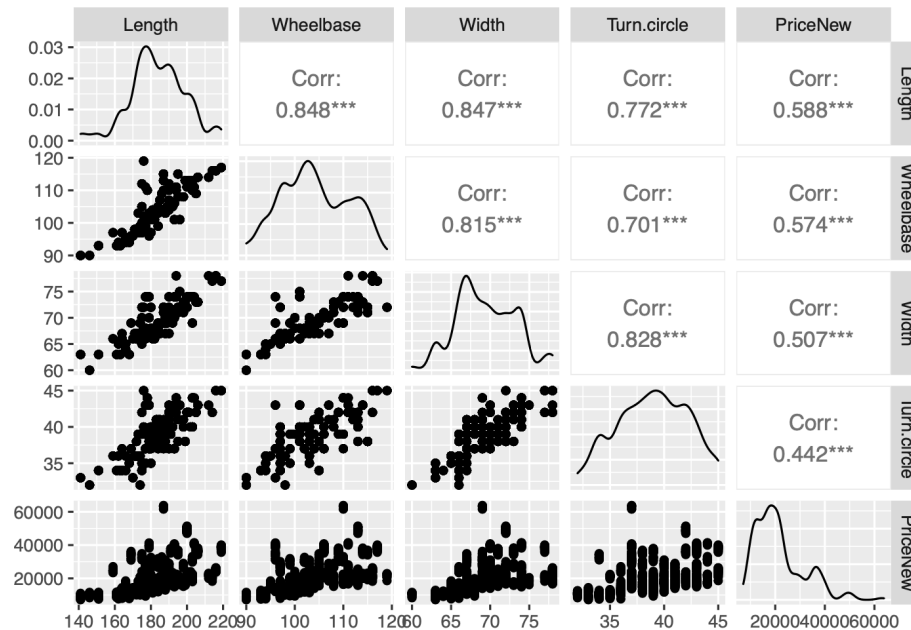 Length Wheelbase Width Turn.circle PriceNew
0.03
0.02
0.01
0.00
Corr:
0.848***
Corr:
0.847***
Corr:
0.772***
Corr:
0.588***
Length
120
110
100
90
Corr:
0.815***
Corr:
0.701***
Corr:
0.574***
Wheelbase
75
70
65
60
Corr:
0.828***
Corr:
0.507***
Width
45
40
35
Corr:
0.442***
Turn.circle
60000
40000
20000
PriceNew
140 160 180 200 220 90 100 110 120 60 65 70 75 35 40 45 20000 40000 60000